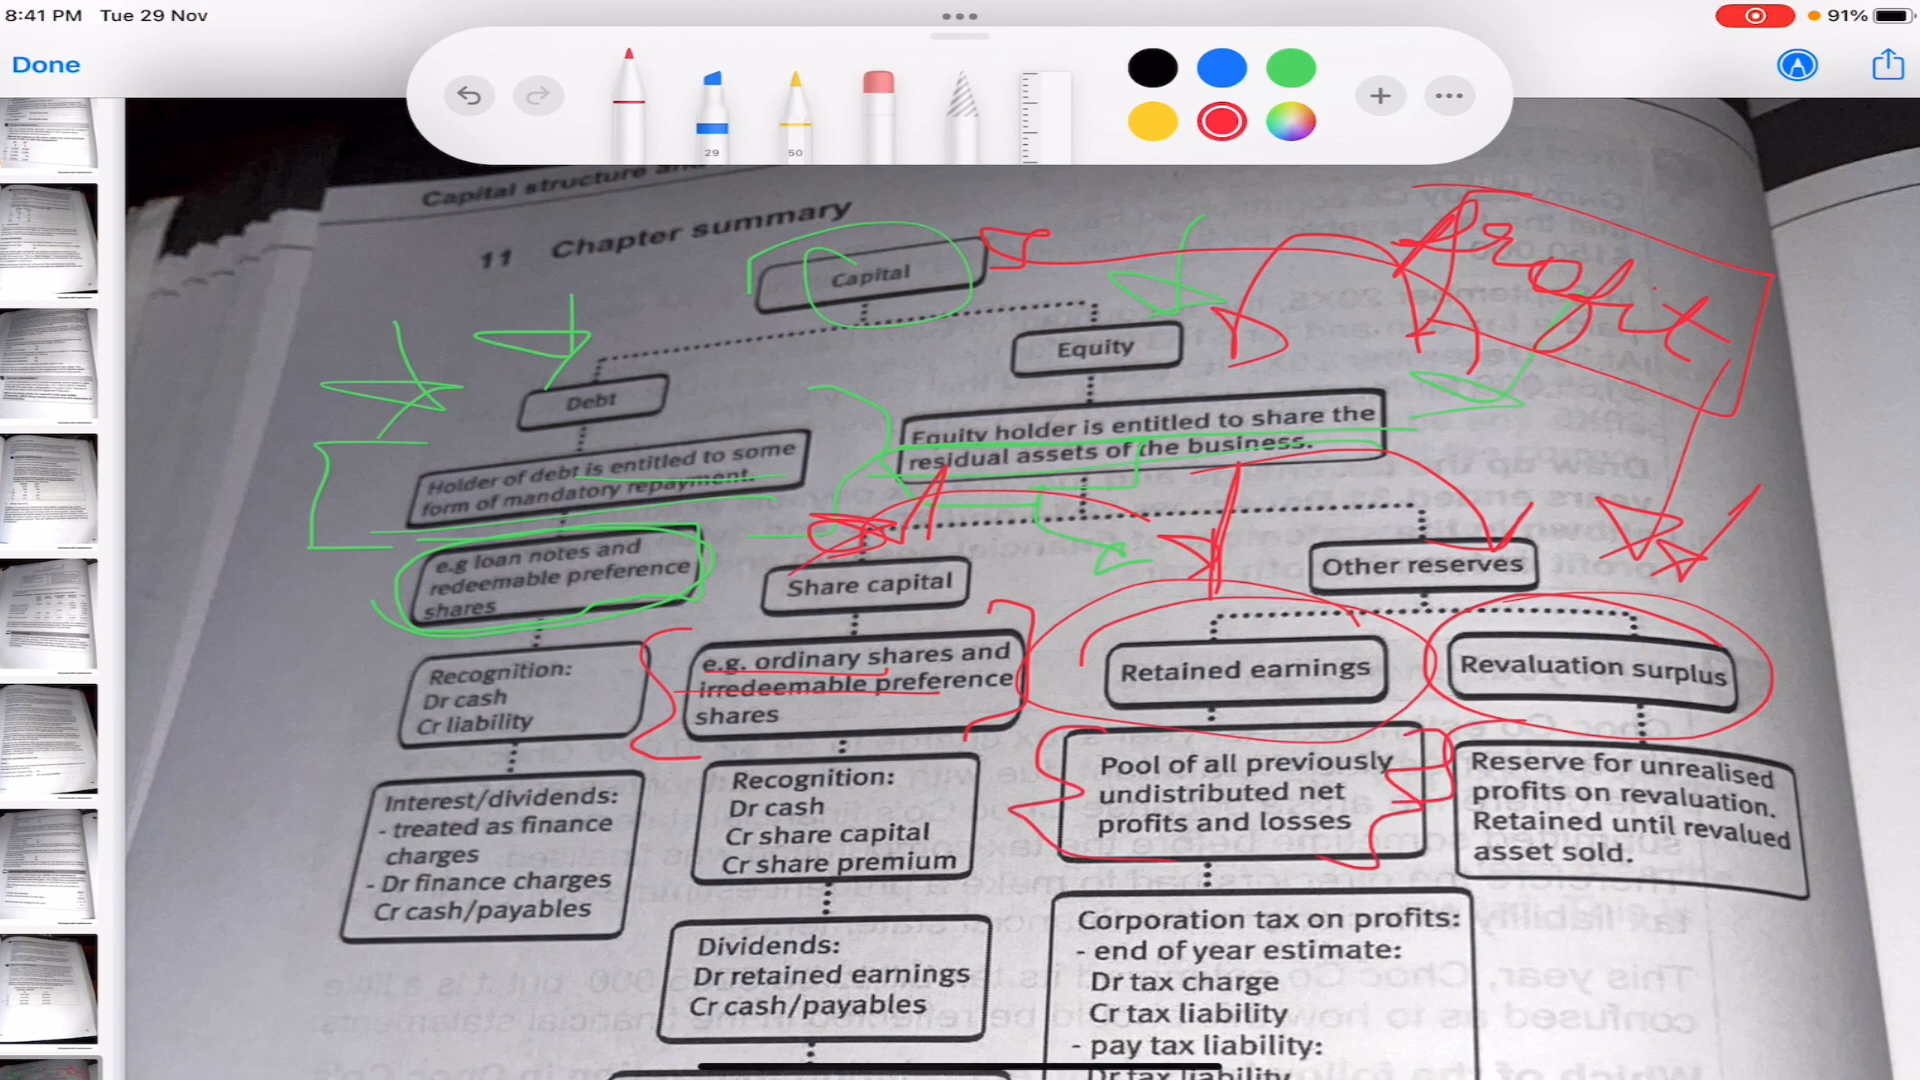 8:41 PM Tue 29 Nov
91%
Done
29
50
Capital structure
11 Chapter summary
Capital
Profit
Debt
Equity
Holder of debt is entitled to some
form of mandatory repayment.
Equity holder is entitled to share the
residual assets of the business.
e.g loan notes and
redeemable preference
shares
Share capital
Other reserves
Recognition:
Dr cash
Cr liability
e.g. ordinary shares and
irredeemable preference
shares
Retained earnings
Revaluation surplus
Interest/dividends:
- treated as finance
charges
- Dr finance charges
Cr cash/payables
Recognition:
Dr cash
Cr share capital
Cr share premium
Pool of all previously
undistributed net
profits and losses
Reserve for unrealised
profits on revaluation.
Retained until revalued
asset sold.
Dividends:
Dr retained earnings
Cr cash/payables
Corporation tax on profits:
- end of year estimate:
Dr tax charge
Cr tax liability
- pay tax liability:
Dr tax liability